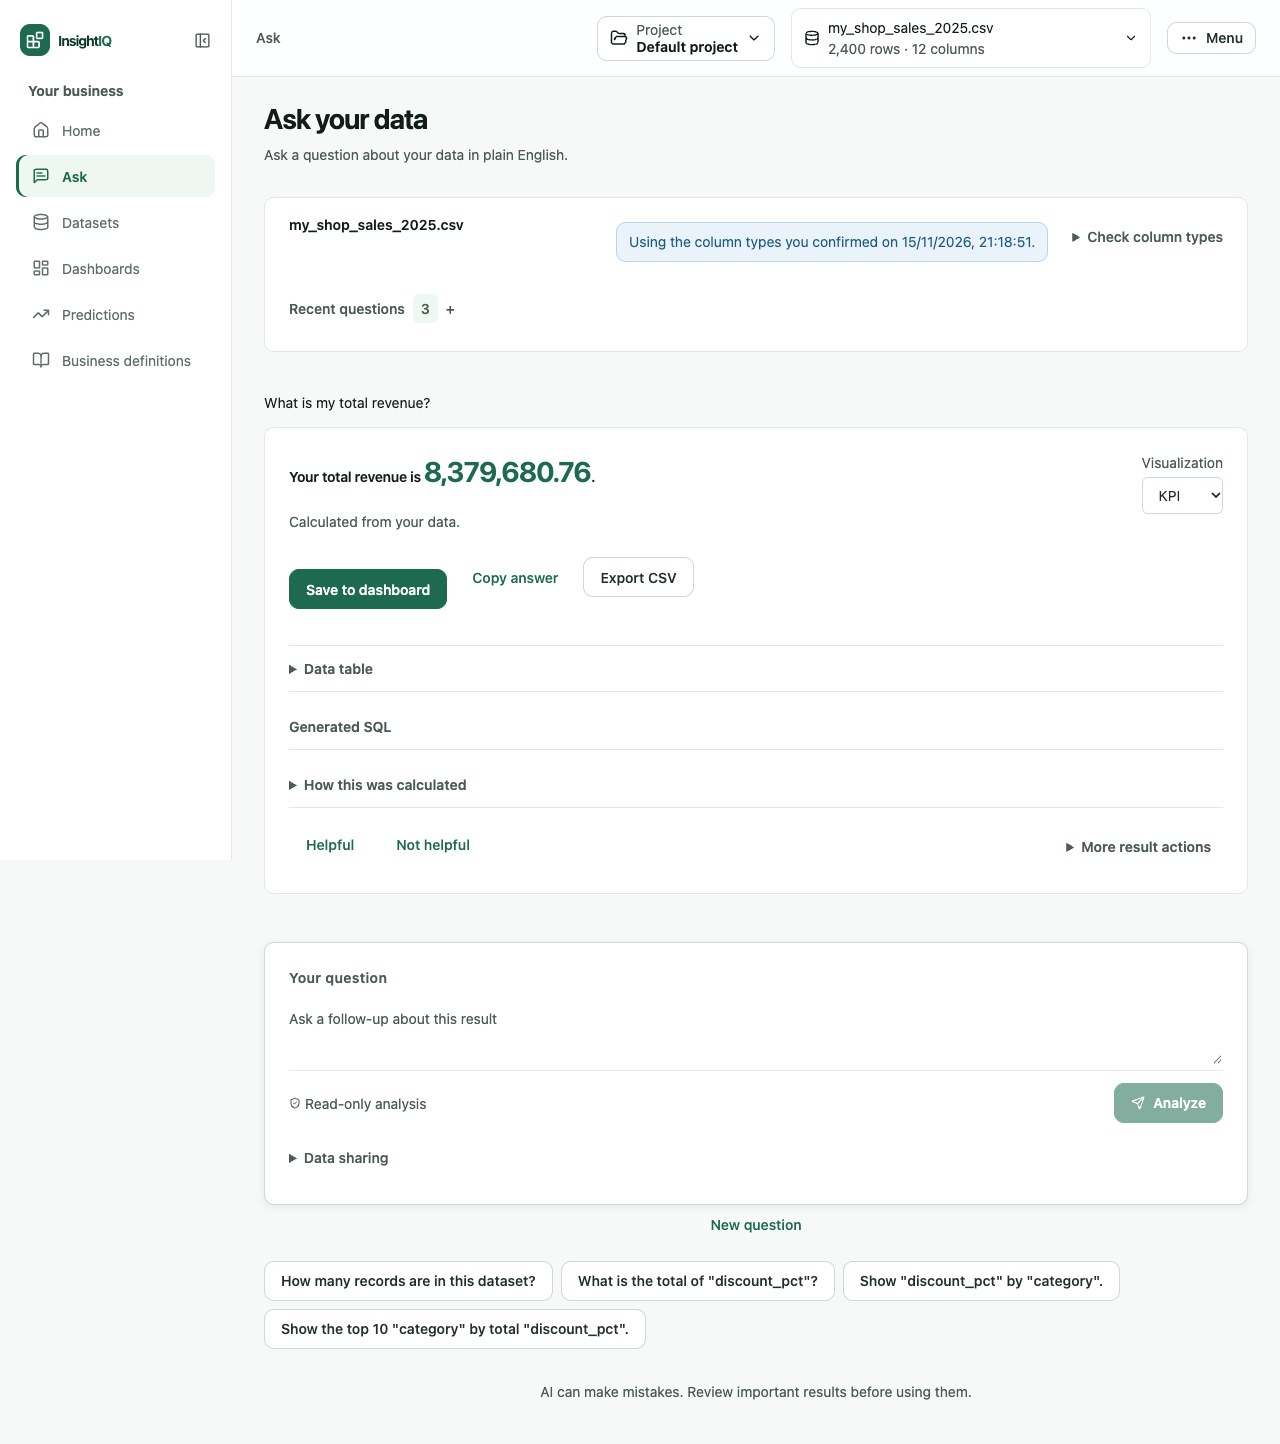 InsightIQ
Your business
Home
Ask
Datasets
Dashboards
Predictions
Business definitions
Ask
Project
Default project
my_shop_sales_2025.csv
2,400 rows · 12 columns
Menu
Ask your data
Ask a question about your data in plain English.
my_shop_sales_2025.csv
Using the column types you confirmed on 15/11/2026, 21:18:51.
Check column types
Recent questions 3 +
What is my total revenue?
Your total revenue is 8,379,680.76.
Visualization
KPI
Calculated from your data.
Save to dashboard
Copy answer
Export CSV
Data table
Generated SQL
How this was calculated
Helpful
Not helpful
More result actions
Your question
Ask a follow-up about this result
Read-only analysis
Analyze
Data sharing
New question
How many records are in this dataset?
What is the total of "discount_pct"?
Show "discount_pct" by "category".
Show the top 10 "category" by total "discount_pct".
AI can make mistakes. Review important results before using them.